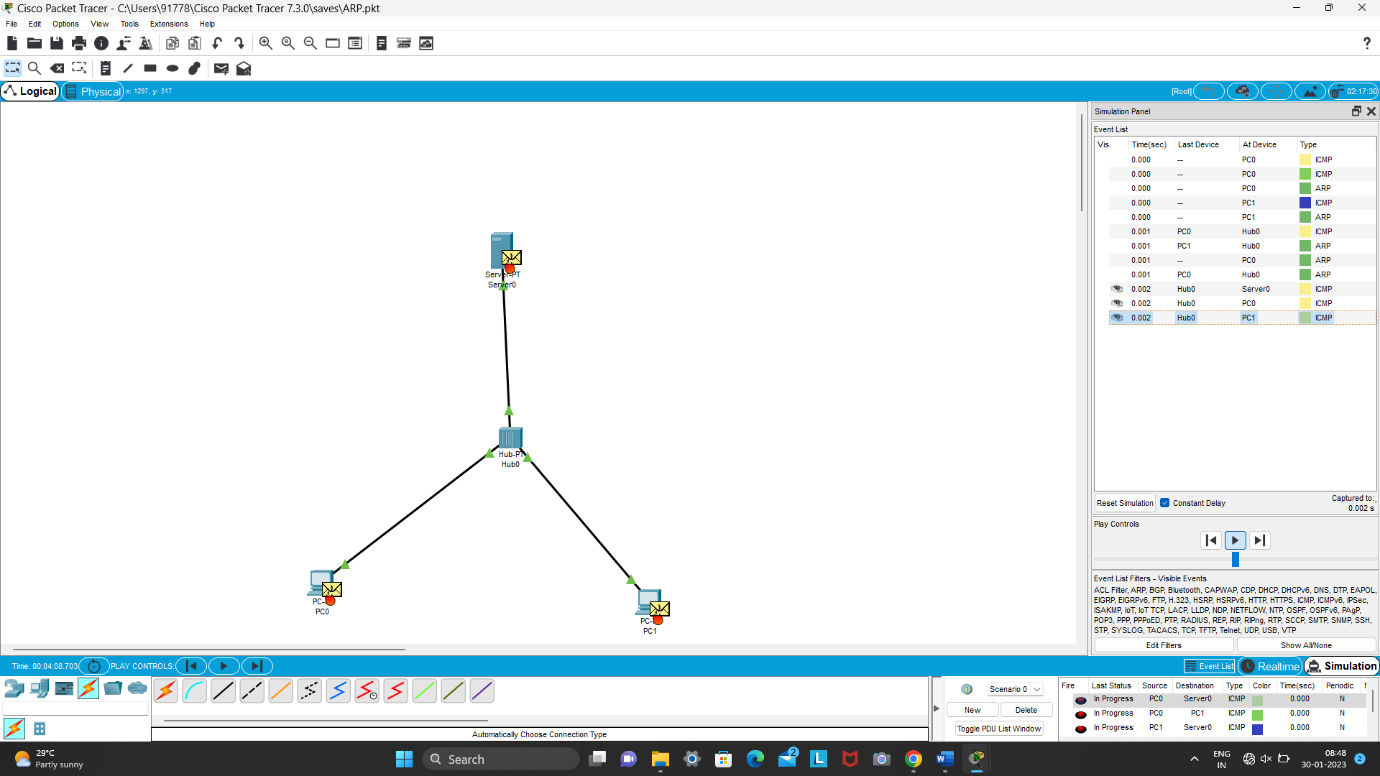 Cisco Packet Tracer - C:\Users\91778\Cisco Packet Tracer 7.3.0\saves\ARP.pkt
File Edit Options View Tools Extensions Help
?
Logical Physical x: 1297, y: 517 [Root] 02:17:30
Simulation Panel
Event List
Vis. Time(sec) Last Device At Device Type
0.000 -- PC0 ICMP
0.000 -- PC0 ICMP
0.000 -- PC0 ARP
0.000 -- PC1 ICMP
0.000 -- PC1 ARP
0.001 PC0 Hub0 ICMP
0.001 PC1 Hub0 ARP
0.001 -- PC0 ARP
0.001 PC0 Hub0 ARP
0.002 Hub0 Server0 ICMP
0.002 Hub0 PC0 ICMP
0.002 Hub0 PC1 ICMP
Server-PT
Server0
Hub-PT
Hub0
PC-
PC0
PC-
PC1
Reset Simulation Constant Delay Captured to:
0.002 s
Play Controls
Event List Filters - Visible Events
ACL Filter, ARP, BGP, Bluetooth, CAPWAP, CDP, DHCP, DHCPv6, DNS, DTP, EAPOL,
EIGRP, EIGRPv6, FTP, H.323, HSRP, HSRPv6, HTTP, HTTPS, ICMP, ICMPv6, IPSec,
ISAKMP, IoT, IoT TCP, LACP, LLDP, NDP, NETFLOW, NTP, OSPF, OSPFv6, PAgP,
POP3, PPP, PPPoED, PTP, RADIUS, REP, RIP, RIPng, RTP, SCCP, SMTP, SNMP, SSH,
STP, SYSLOG, TACACS, TCP, TFTP, Telnet, UDP, USB, VTP
Edit Filters Show All/None
Time: 00:04:08.703 PLAY CONTROLS: Event List Realtime Simulation
Scenario 0
New Delete
Toggle PDU List Window
Fire Last Status Source Destination Type Color Time(sec) Periodic
In Progress PC0 Server0 ICMP 0.000 N
In Progress PC0 PC1 ICMP 0.000 N
In Progress PC1 Server0 ICMP 0.000 N
Automatically Choose Connection Type
29°C
Partly sunny
Search
2
L
W
ENG
IN
08:48
30-01-2023
2